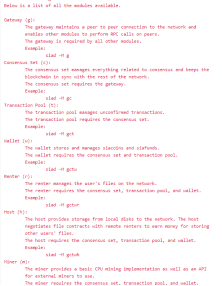 Below is a list of all the modules available.
Gateway (g):
The gateway maintains a peer to peer connection to the network and
enables other modules to perform RPC calls on peers.
The gateway is required by all other modules.
Example:
siad -M g
Consensus Set (c):
The consensus set manages everything related to consensus and keeps the
blockchain in sync with the rest of the network.
The consensus set requires the gateway.
Example:
siad -M gc
Transaction Pool (t):
The transaction pool manages unconfirmed transactions.
The transaction pool requires the consensus set.
Example:
siad -M gct
Wallet (w):
The wallet stores and manages siacoins and siafunds.
The wallet requires the consensus set and transaction pool.
Example:
siad -M gctw
Renter (r):
The renter manages the user's files on the network.
The renter requires the consensus set, transaction pool, and wallet.
Example:
siad -M gctwr
Host (h):
The host provides storage from local disks to the network. The host
negotiates file contracts with remote renters to earn money for storing
other users' files.
The host requires the consensus set, transaction pool, and wallet.
Example:
siad -M gctwh
Miner (m):
The miner provides a basic CPU mining implementation as well as an API
for external miners to use.
The miner requires the consensus set, transaction pool, and wallet.